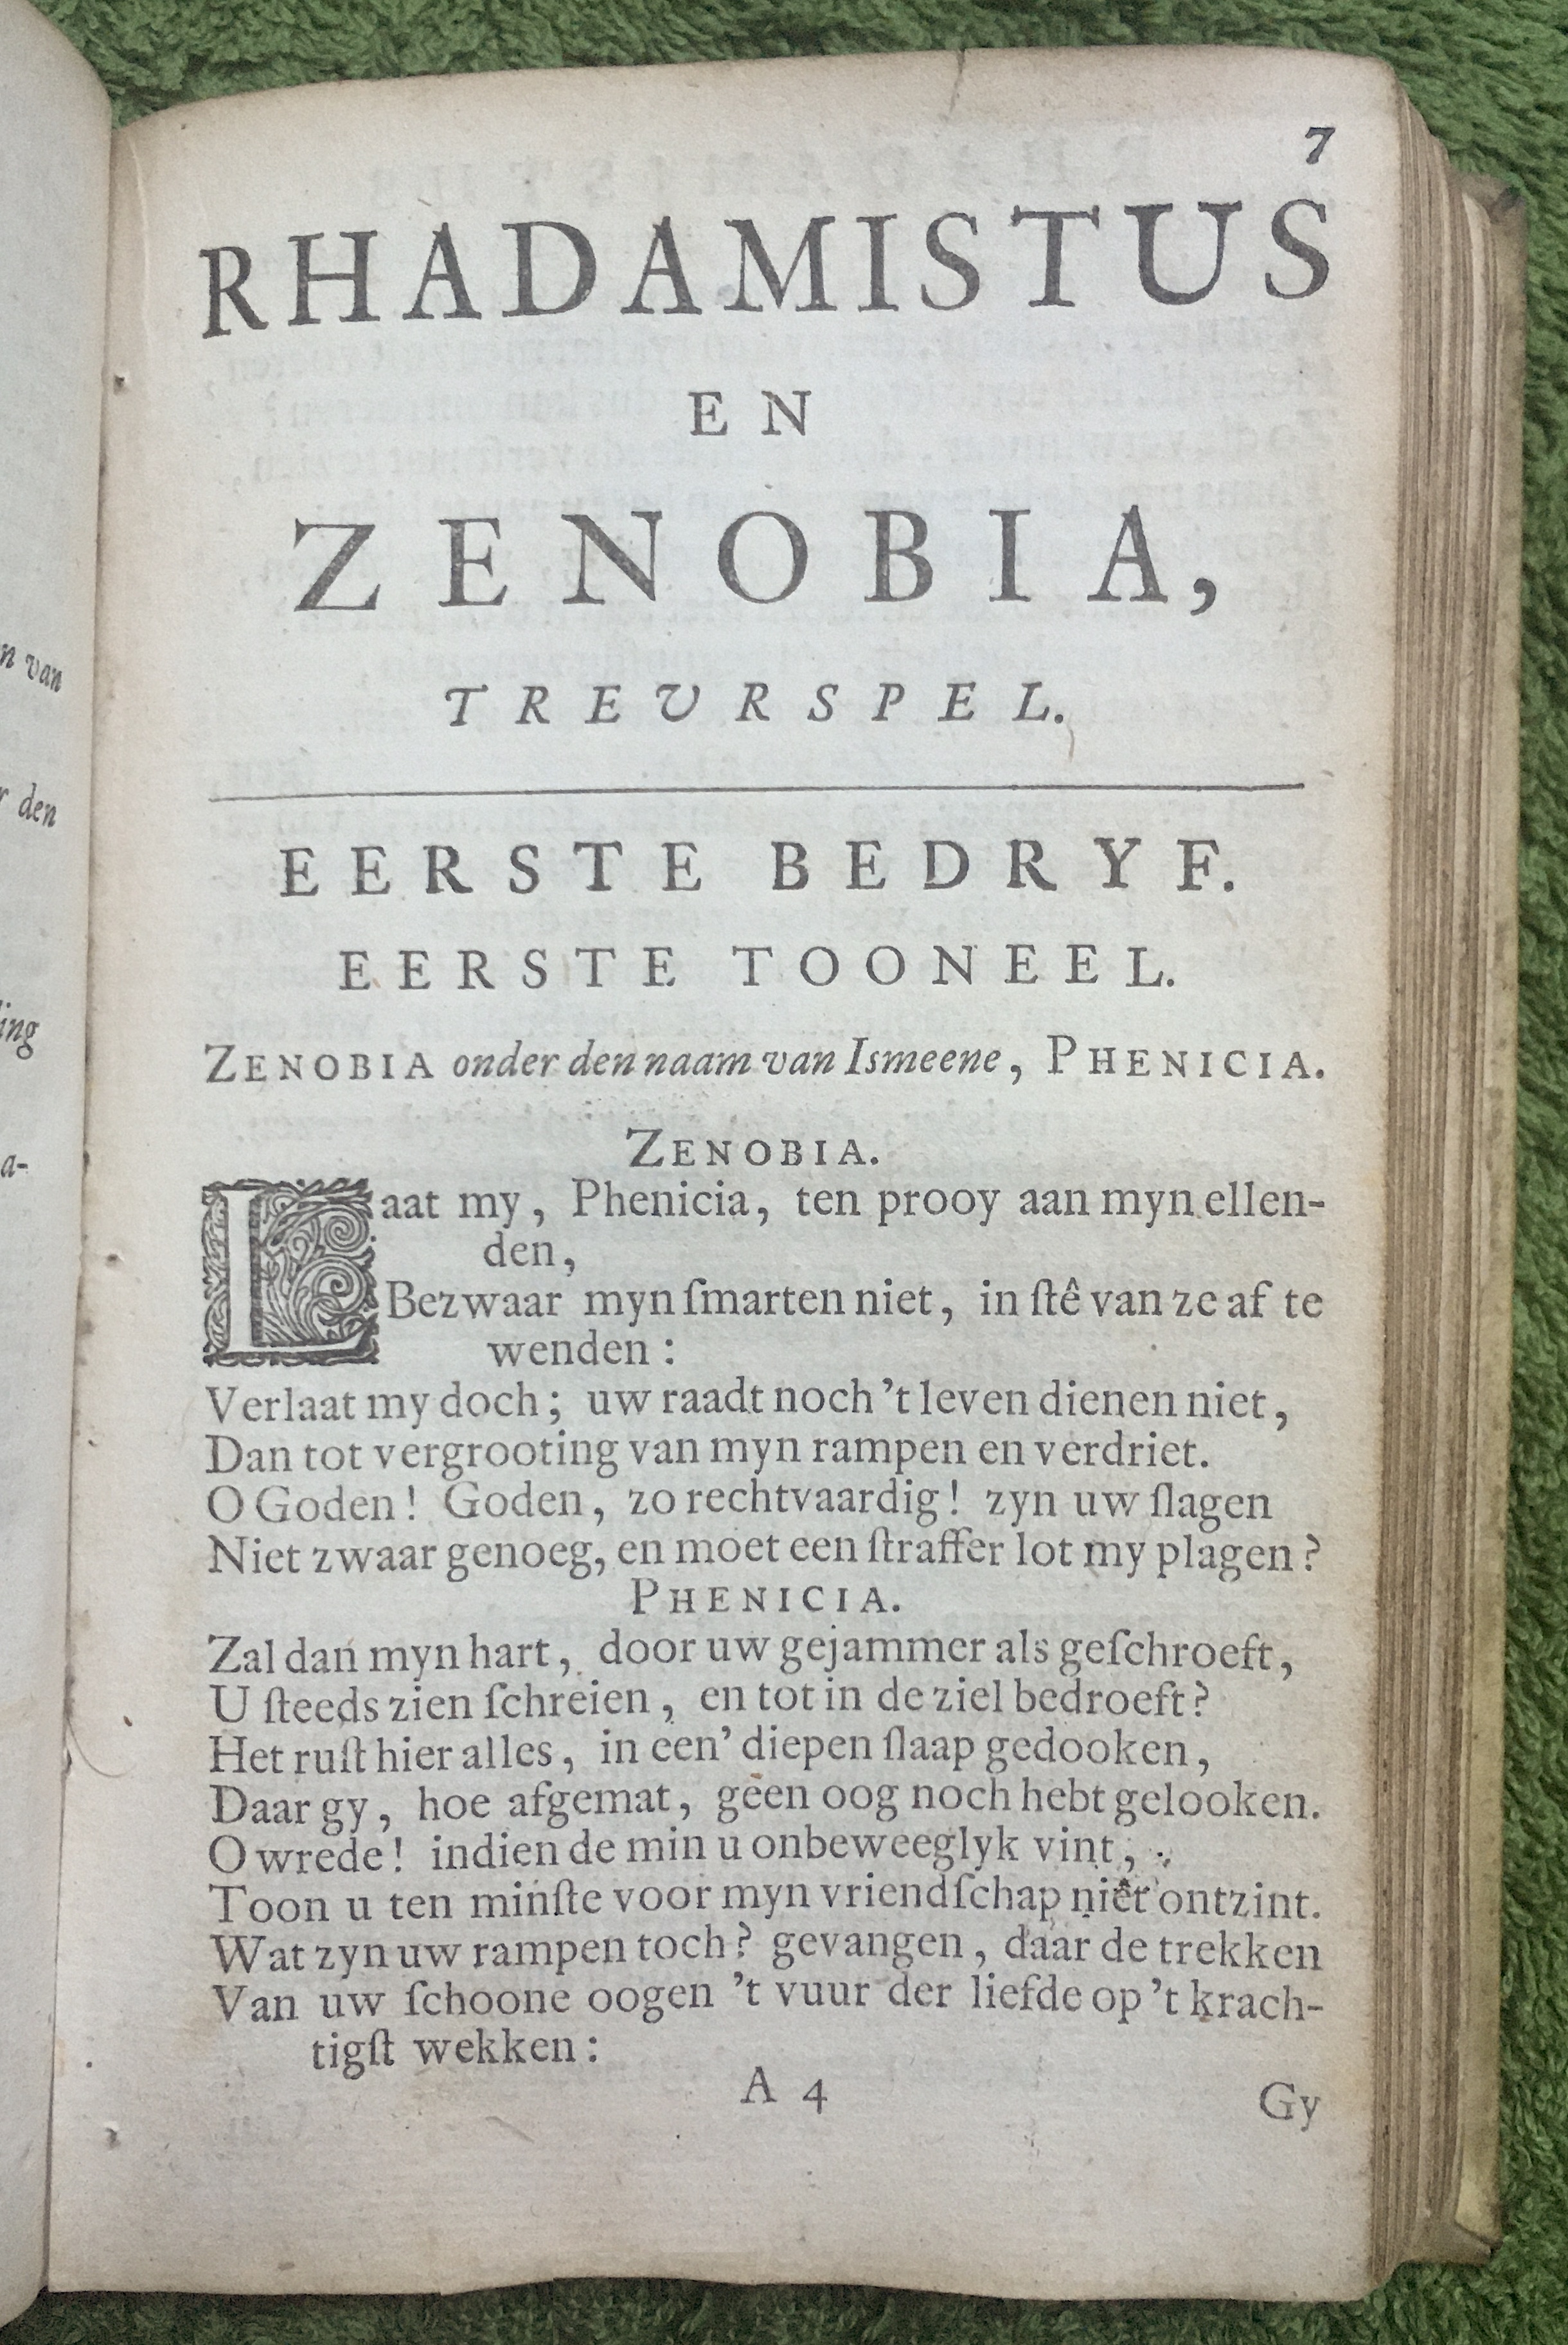 n van
r den
ing
a-
7
RHADAMISTUS
EN
ZENOBIA,
TREURSPEL.
EERSTE BEDRYF.
EERSTE TOONEEL.
ZENOBIA onder den naam van Ismeene, PHENICIA.
ZENOBIA.
Laat my, Phenicia, ten prooy aan myn ellen-
den,
Bezwaar myn ſmarten niet, in ſtê van ze af te
wenden:
Verlaat my doch; uw raadt noch 't leven dienen niet,
Dan tot vergrooting van myn rampen en verdriet.
O Goden! Goden, zo rechtvaardig! zyn uw ſlagen
Niet zwaar genoeg, en moet een ſtraffer lot my plagen?
PHENICIA.
Zal dan myn hart, door uw gejammer als geſchroeft,
U ſteeds zien ſchreien, en tot in de ziel bedroeft?
Het ruſt hier alles, in een' diepen ſlaap gedooken,
Daar gy, hoe afgemat, geen oog noch hebt gelooken.
O wrede! indien de min u onbeweeglyk vint,
Toon u ten minſte voor myn vriendſchap niet ontzint.
Wat zyn uw rampen toch? gevangen, daar de trekken
Van uw ſchoone oogen 't vuur der liefde op 't krach-
tigſt wekken:
A 4
Gy